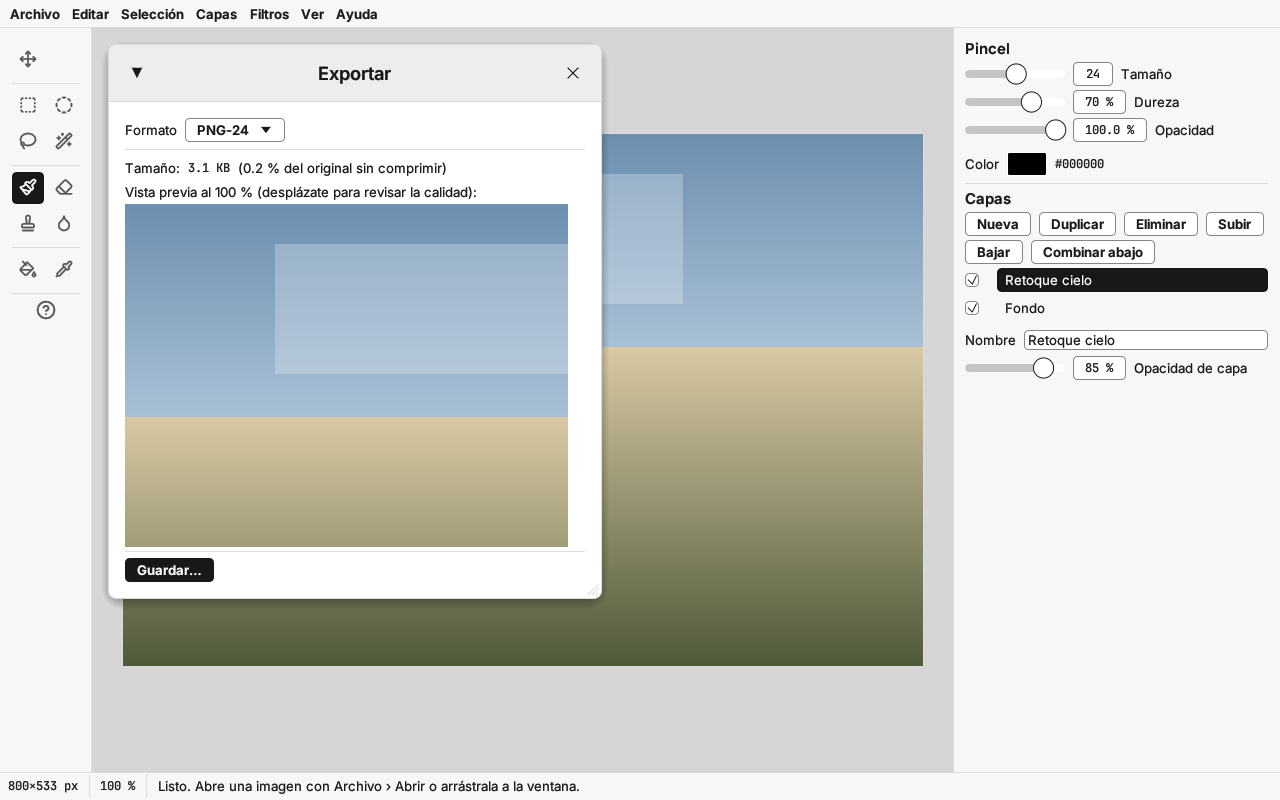 Archivo Editar Selección Capas Filtros Ver Ayuda
Exportar
Formato PNG-24
Tamaño: 3.1 KB (0.2 % del original sin comprimir)
Vista previa al 100 % (desplázate para revisar la calidad):
Guardar...
Pincel
24 Tamaño
70 % Dureza
100.0 % Opacidad
Color #000000
Capas
Nueva Duplicar Eliminar Subir
Bajar Combinar abajo
Retoque cielo
Fondo
Nombre Retoque cielo
85 % Opacidad de capa
800×533 px 100 % Listo. Abre una imagen con Archivo › Abrir o arrástrala a la ventana.